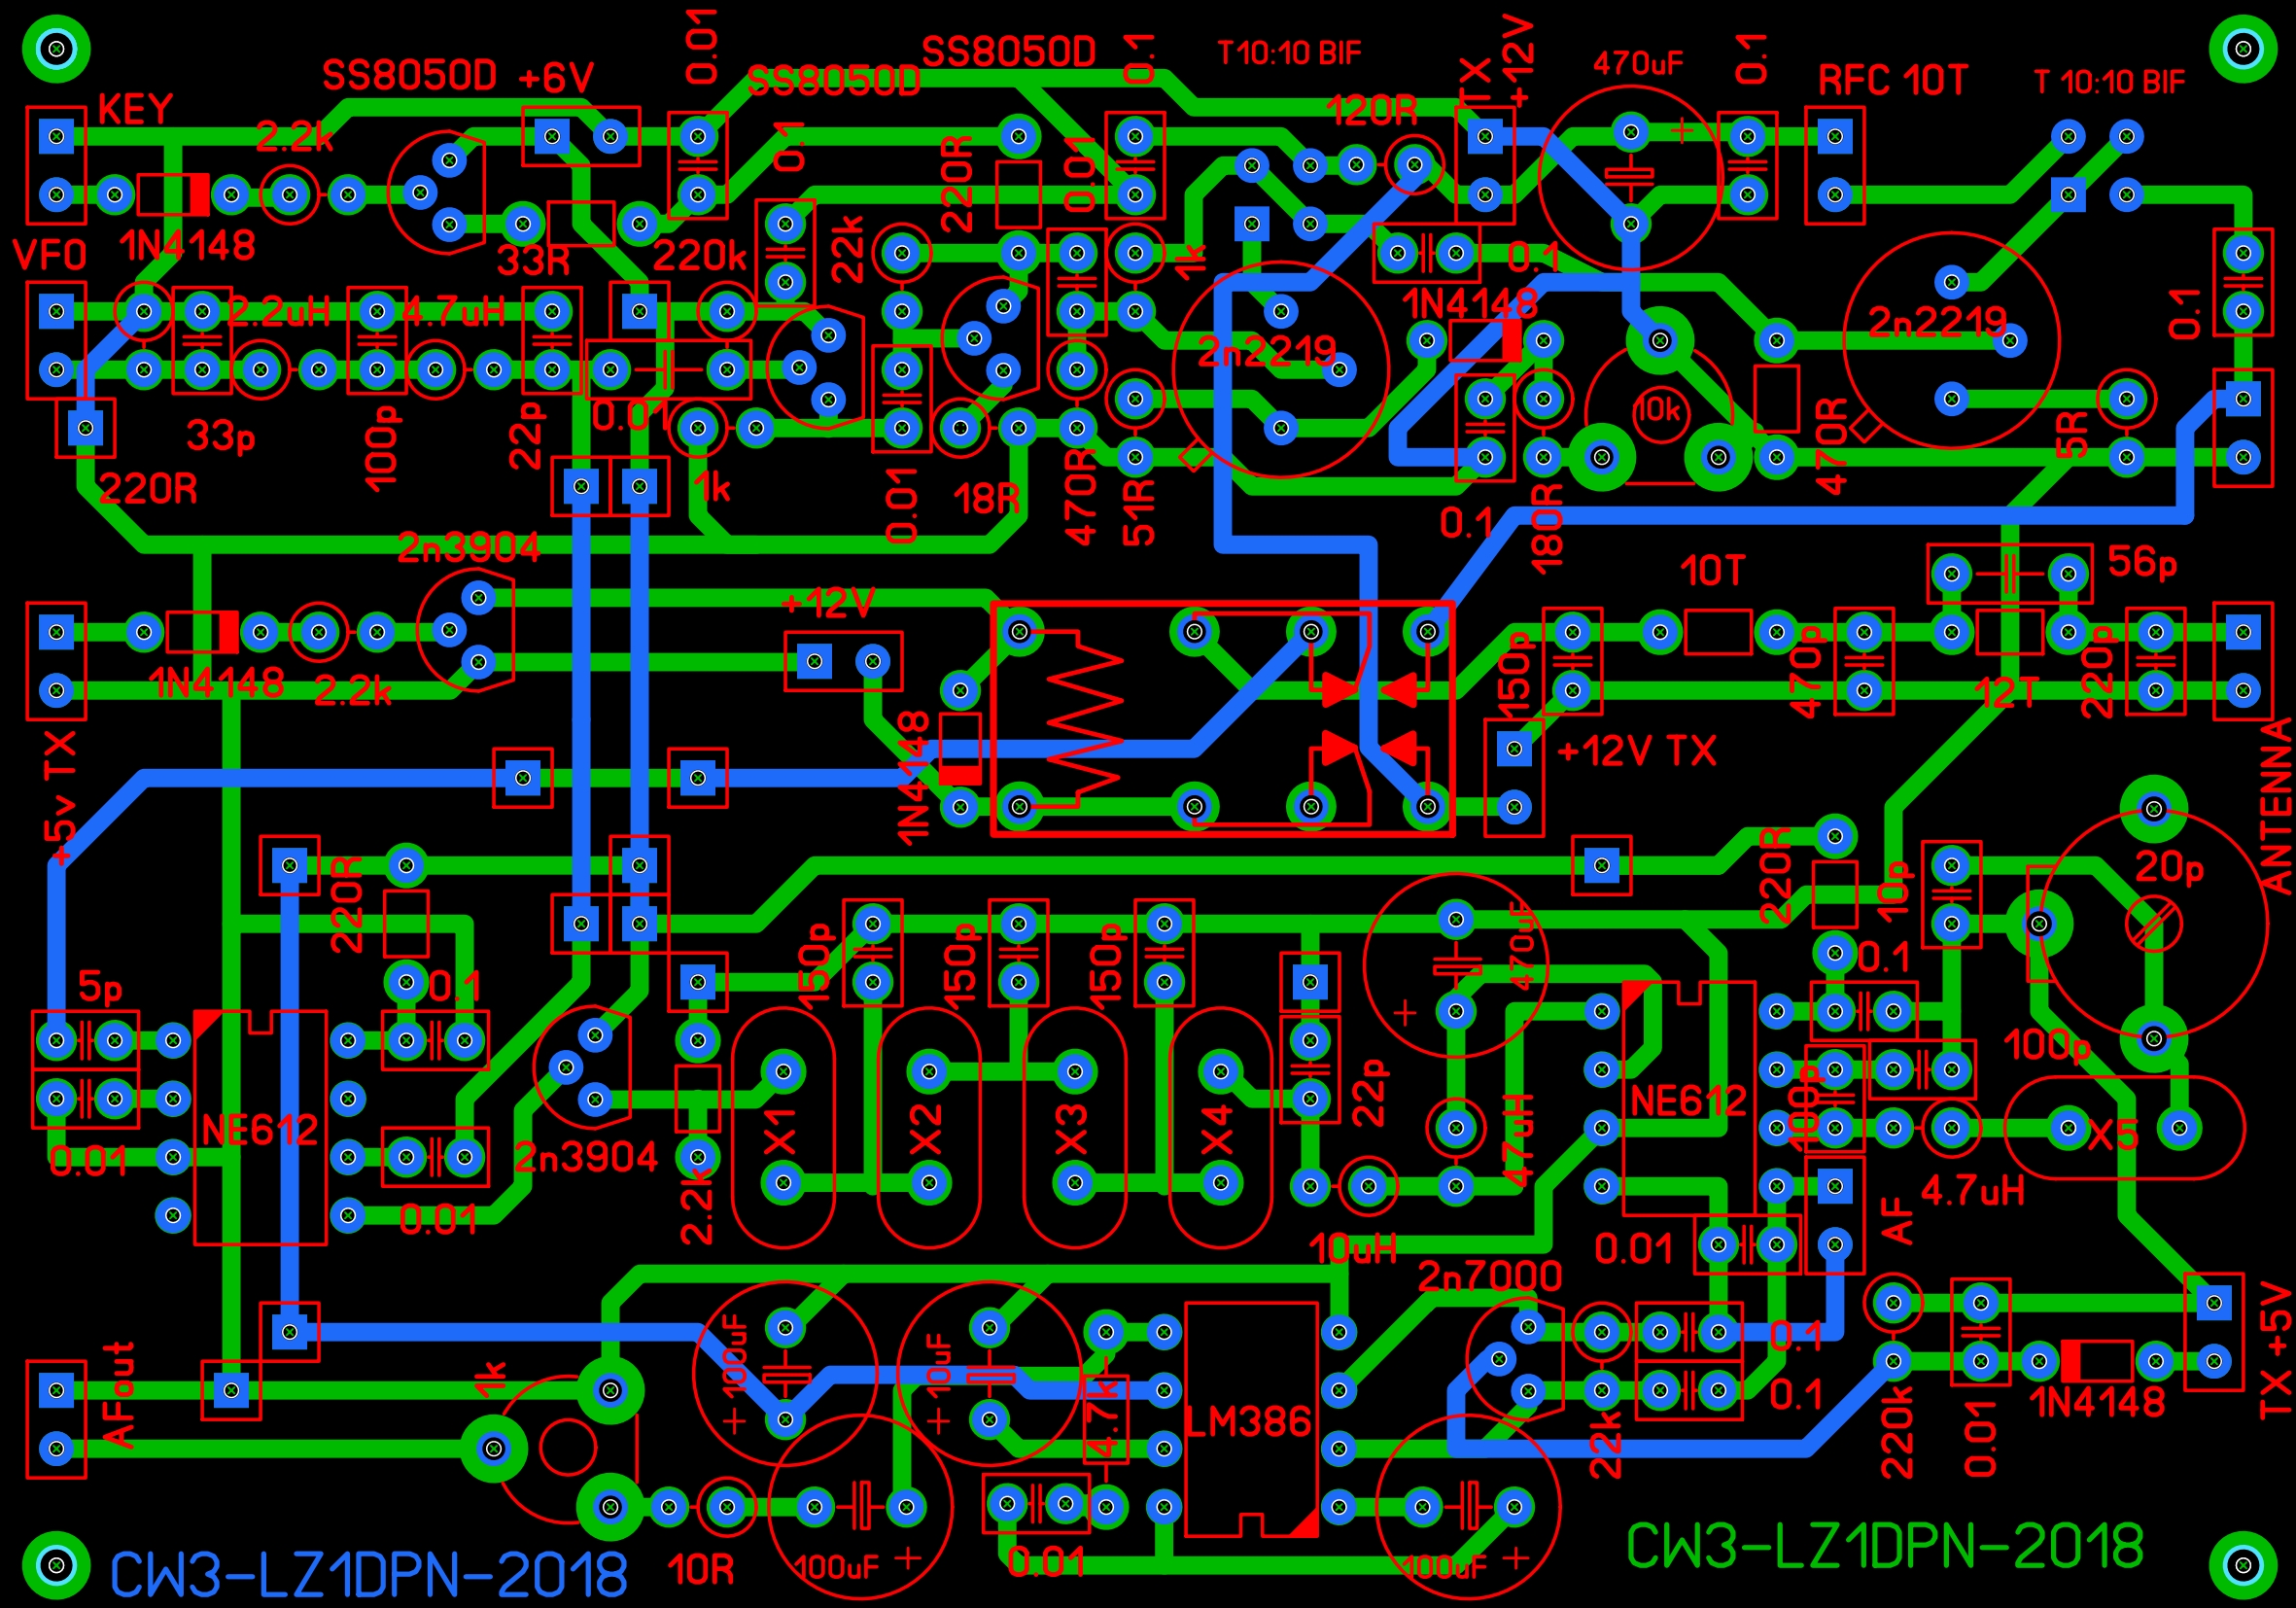 0.01
SS8050D
+6V
SS8050D
SS8050D
0.1
T10:10 BIF
TX
+12V
470uF
0.1
RFC 10T
T 10:10 BIF
KEY
2.2k
0.1
220R
0.01
120R
VFO
1N4148
33R
220k
22k
1k
0.1
1N4148
2.2uH
4.7uH
2n2219
2n2219
0.1
33p
100p
22p
0.01
10k
470R
5R
220R
1k
0.01
18R
470R
51R
0.1
180R
2n3904
10T
56p
+12V
1N4148
2.2k
150p
470p
12T
220p
+5v TX
1N4148
+12V TX
ANTENNA
220R
220R
10p
20p
5p
0.1
150p
150p
150p
470uF
0.1
100p
NE612
0.01
0.01
2n3904
2.2k
X1
X2
X3
X4
22p
47uH
NE612
100p
X5
4.7uH
10uH
0.01
AF
2n7000
AFout
1k
100uF
10uF
4.7k
LM386
22k
0.1
0.1
220k
0.01
1N4148
TX +5V
10R
100uF
0.01
100uF
CW3-LZ1DPN-2018
CW3-LZ1DPN-2018